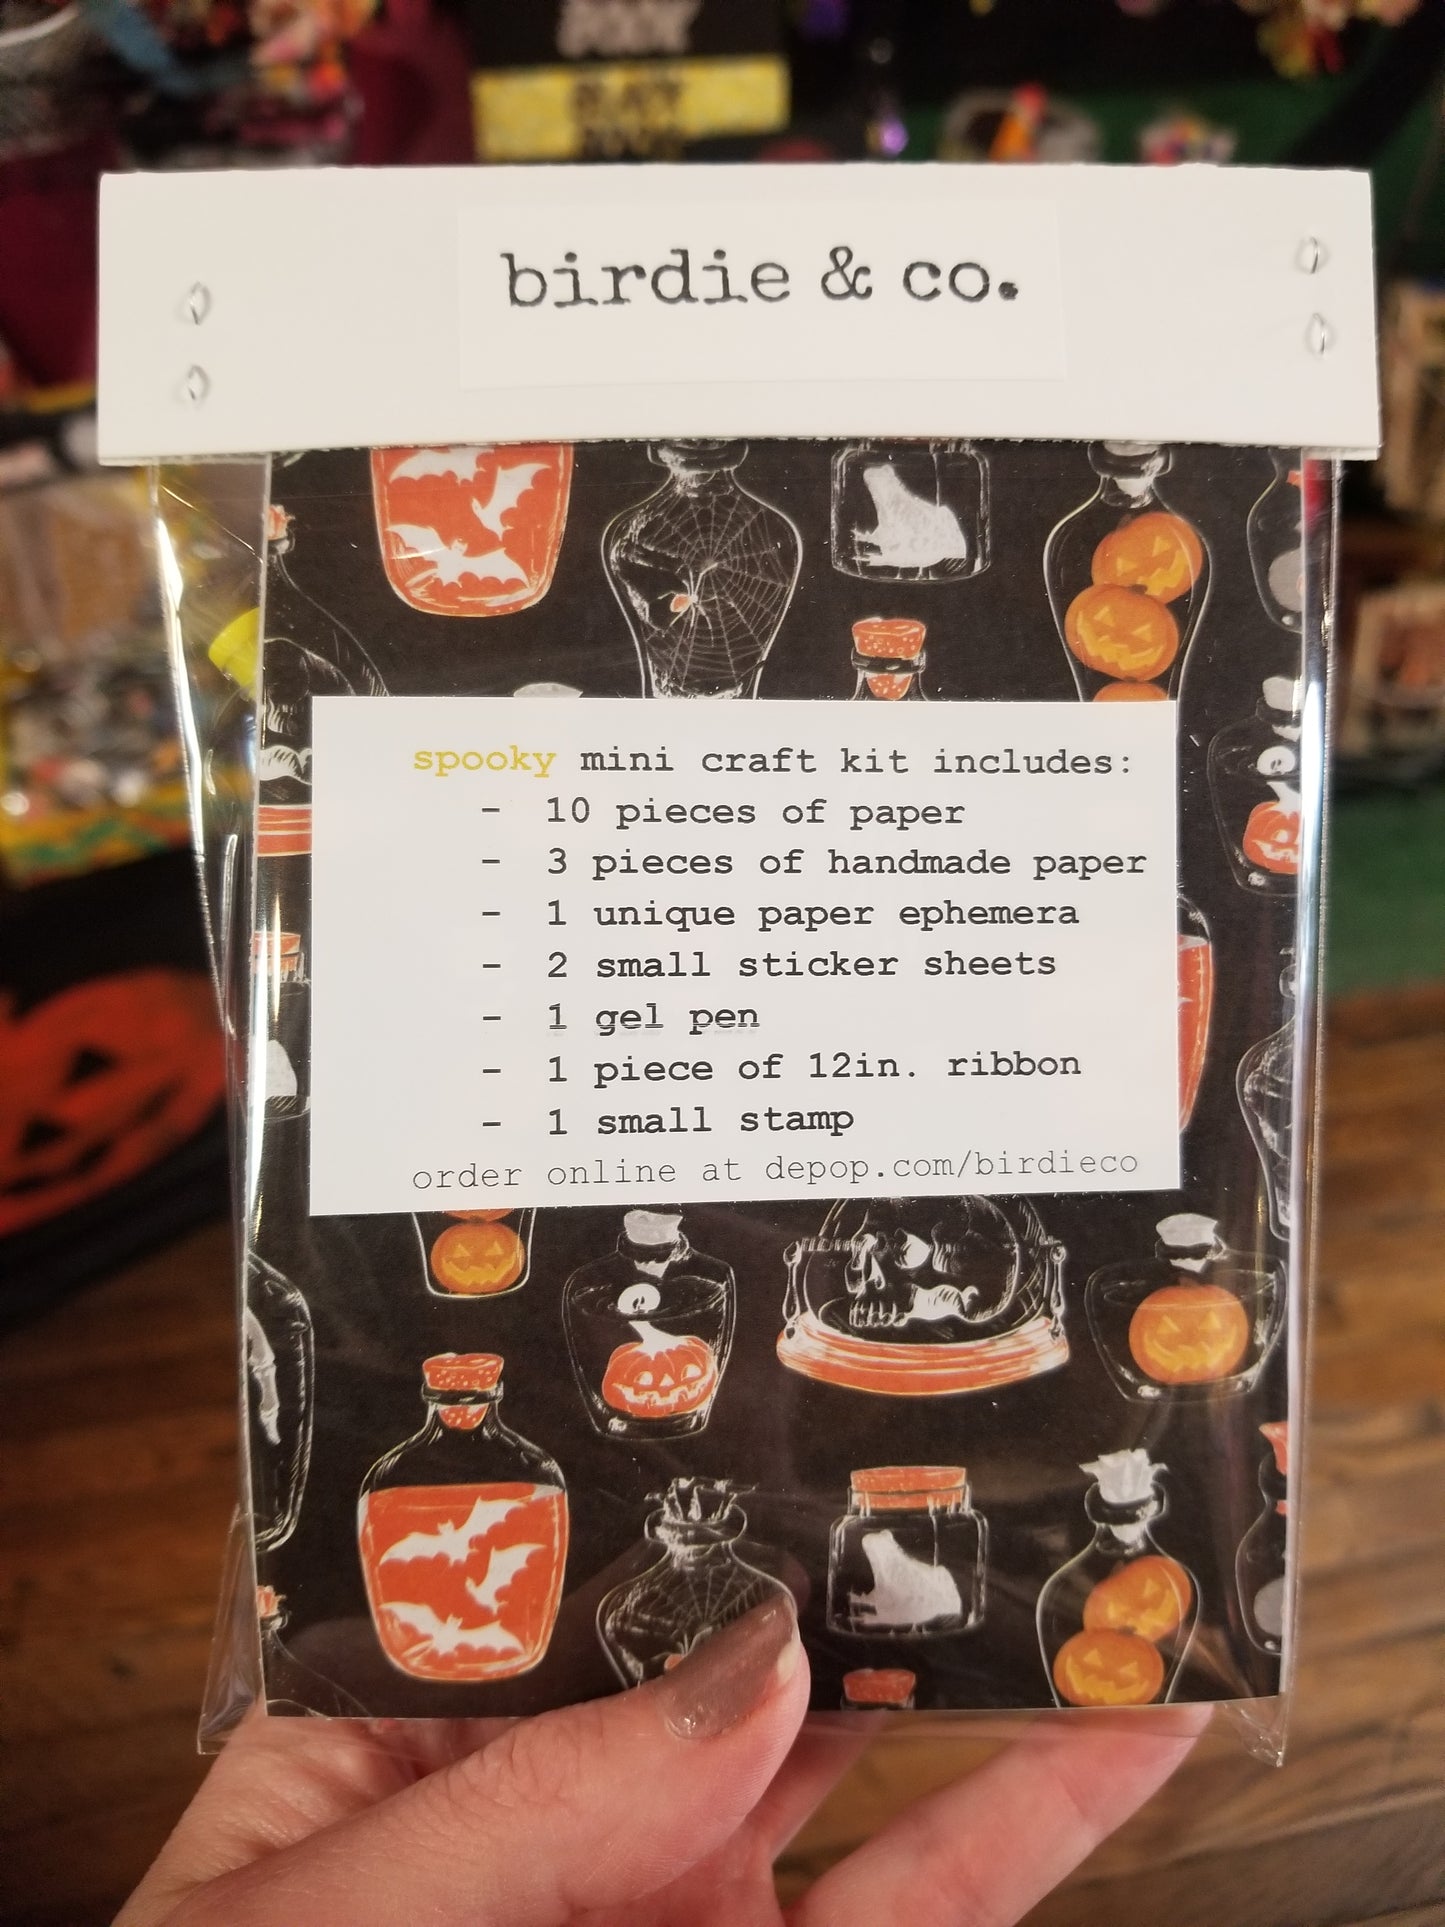 birdie & co.
spooky mini craft kit includes:
- 10 pieces of paper
- 3 pieces of handmade paper
- 1 unique paper ephemera
- 2 small sticker sheets
- 1 gel pen
- 1 piece of 12in. ribbon
- 1 small stamp
order online at depop.com/birdieco